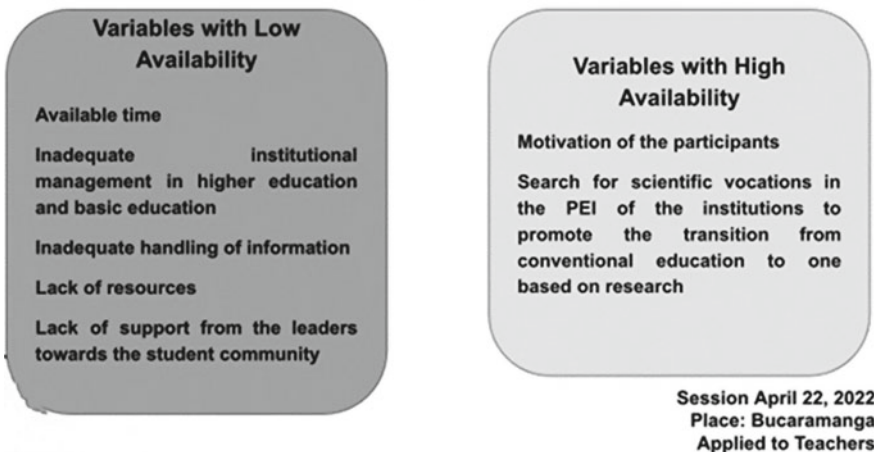 Variables with Low
Availability
Available time
Inadequate institutional
management in higher education
and basic education
Inadequate handling of information
Lack of resources
Lack of support from the leaders
towards the student community
Variables with High
Availability
Motivation of the participants
Search for scientific vocations in
the PEI of the institutions to
promote the transition from
conventional education to one
based on research
Session April 22, 2022
Place: Bucaramanga
Applied to Teachers